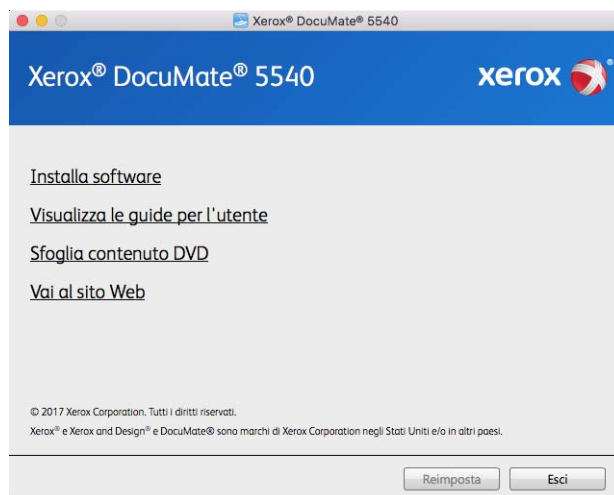 Xerox® DocuMate® 5540
Xerox® DocuMate® 5540
xerox ®
Installa software
Visualizza le guide per l'utente
Sfoglia contenuto DVD
Vai al sito Web
© 2017 Xerox Corporation. Tutti i diritti riservati.
Xerox® e Xerox and Design® e DocuMate® sono marchi di Xerox Corporation negli Stati Uniti e/o in altri paesi.
Reimposta
Esci